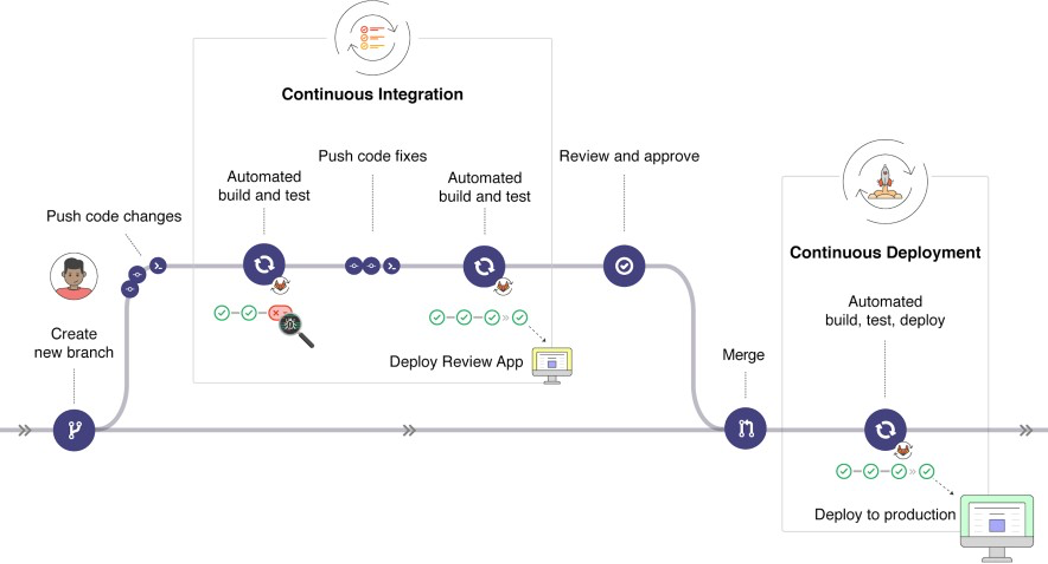 Continuous Integration
Push code fixes
Review and approve
Automated
build and test
Automated
build and test
Push code changes
Continuous Deployment
Automated
build, test, deploy
Create
new branch
Deploy Review App
Merge
Deploy to production